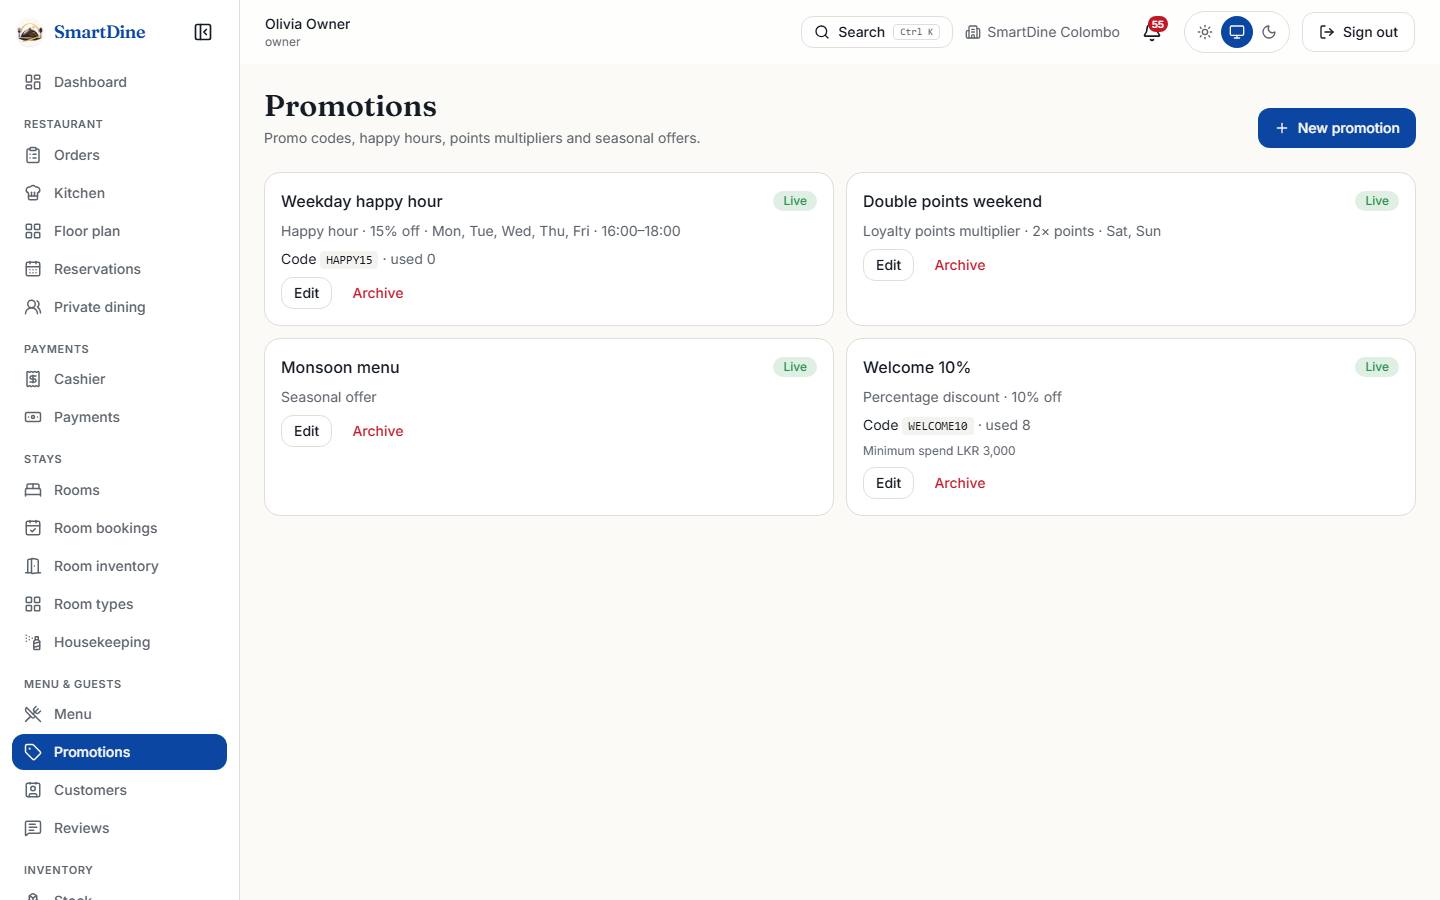 SmartDine
Dashboard
RESTAURANT
Orders
Kitchen
Floor plan
Reservations
Private dining
PAYMENTS
Cashier
Payments
STAYS
Rooms
Room bookings
Room inventory
Room types
Housekeeping
MENU & GUESTS
Menu
Promotions
Customers
Reviews
INVENTORY
Stock
Olivia Owner
owner
Search Ctrl K
SmartDine Colombo
55
Sign out
Promotions
Promo codes, happy hours, points multipliers and seasonal offers.
+ New promotion
Weekday happy hour
Live
Happy hour · 15% off · Mon, Tue, Wed, Thu, Fri · 16:00–18:00
Code HAPPY15 · used 0
Edit Archive
Double points weekend
Live
Loyalty points multiplier · 2× points · Sat, Sun
Edit Archive
Monsoon menu
Live
Seasonal offer
Edit Archive
Welcome 10%
Live
Percentage discount · 10% off
Code WELCOME10 · used 8
Minimum spend LKR 3,000
Edit Archive